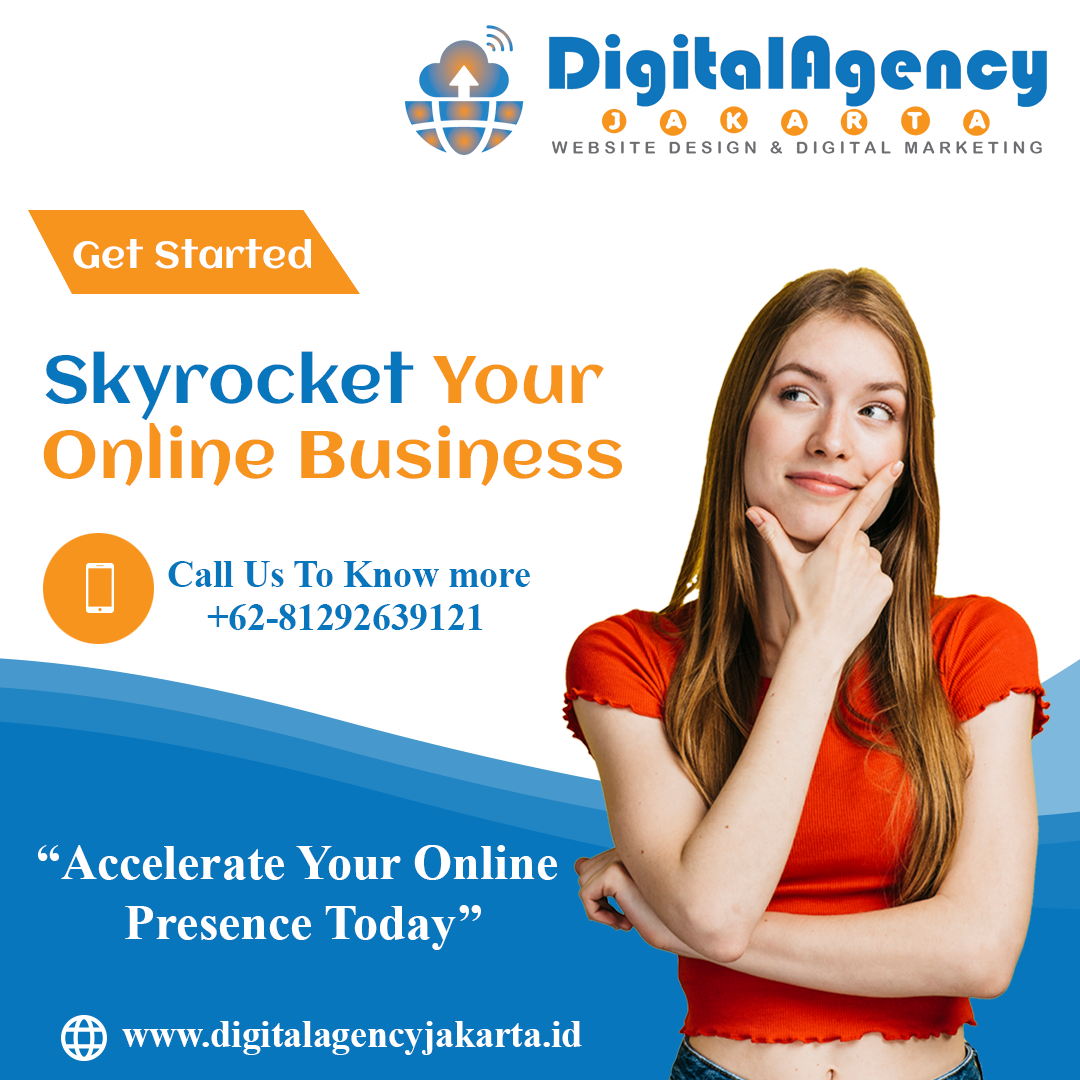 DigitalAgency
JAKARTA
WEBSITE DESIGN & DIGITAL MARKETING
Get Started
Skyrocket Your
Online Business
Call Us To Know more
+62-81292639121
“Accelerate Your Online
Presence Today”
www.digitalagencyjakarta.id